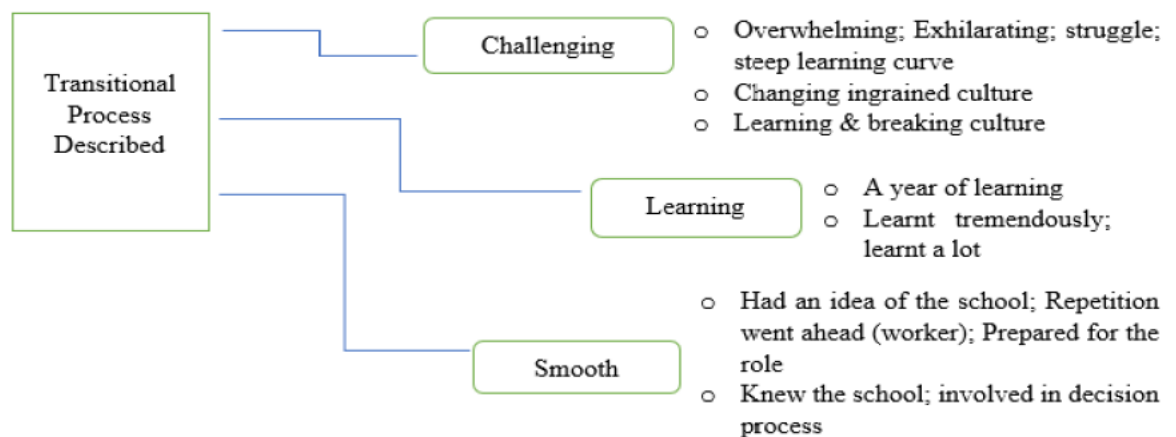 Transitional
Process
Described
Challenging
o Overwhelming; Exhilarating; struggle;
steep learning curve
o Changing ingrained culture
o Learning & breaking culture
Learning
o A year of learning
o Learnt tremendously;
learnt a lot
Smooth
o Had an idea of the school; Repetition
went ahead (worker); Prepared for the
role
o Knew the school; involved in decision
process